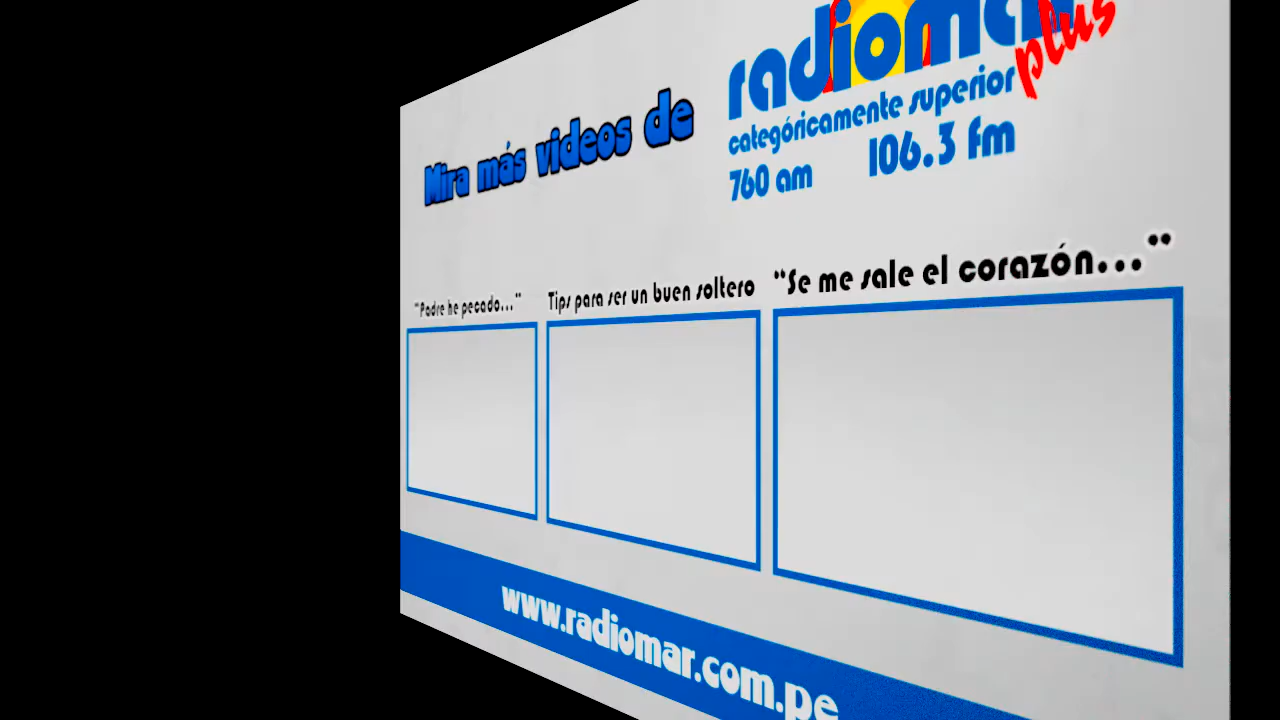 Mira más videos de
radiomar
plus
categóricamente superior
760 am 106.3 fm
"Padre he pecado..."
Tips para ser un buen soltero
"Se me sale el corazón..."
www.radiomar.com.pe